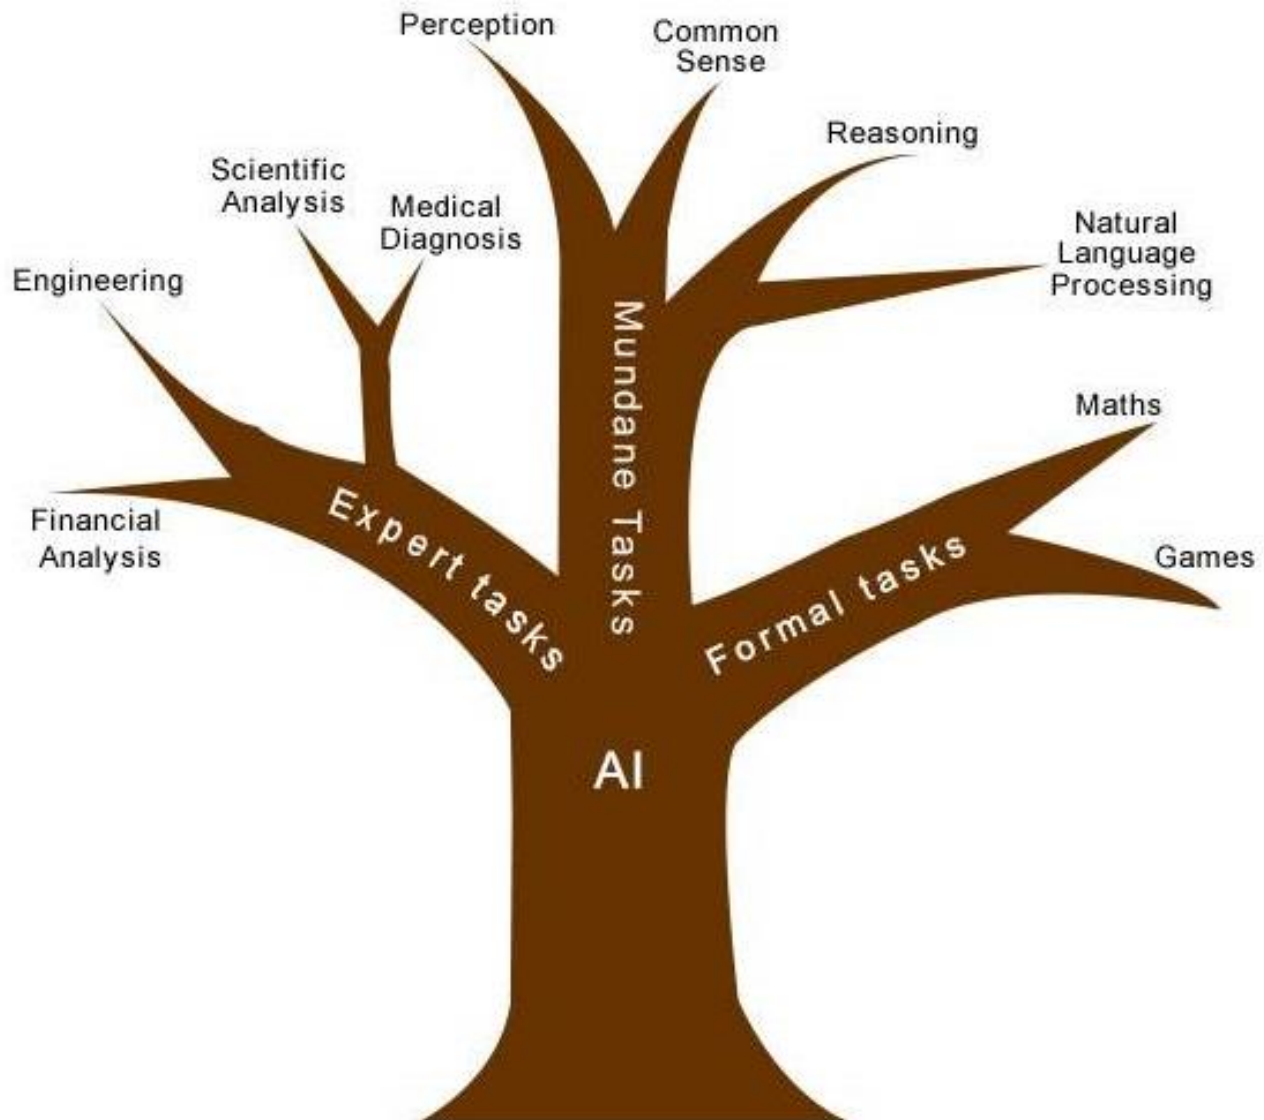 Perception
Common
Sense
Reasoning
Scientific
Analysis
Medical
Diagnosis
Natural
Language
Processing
Engineering
Mundane Tasks
Maths
Financial
Analysis
Expert tasks
Formal tasks
Games
AI